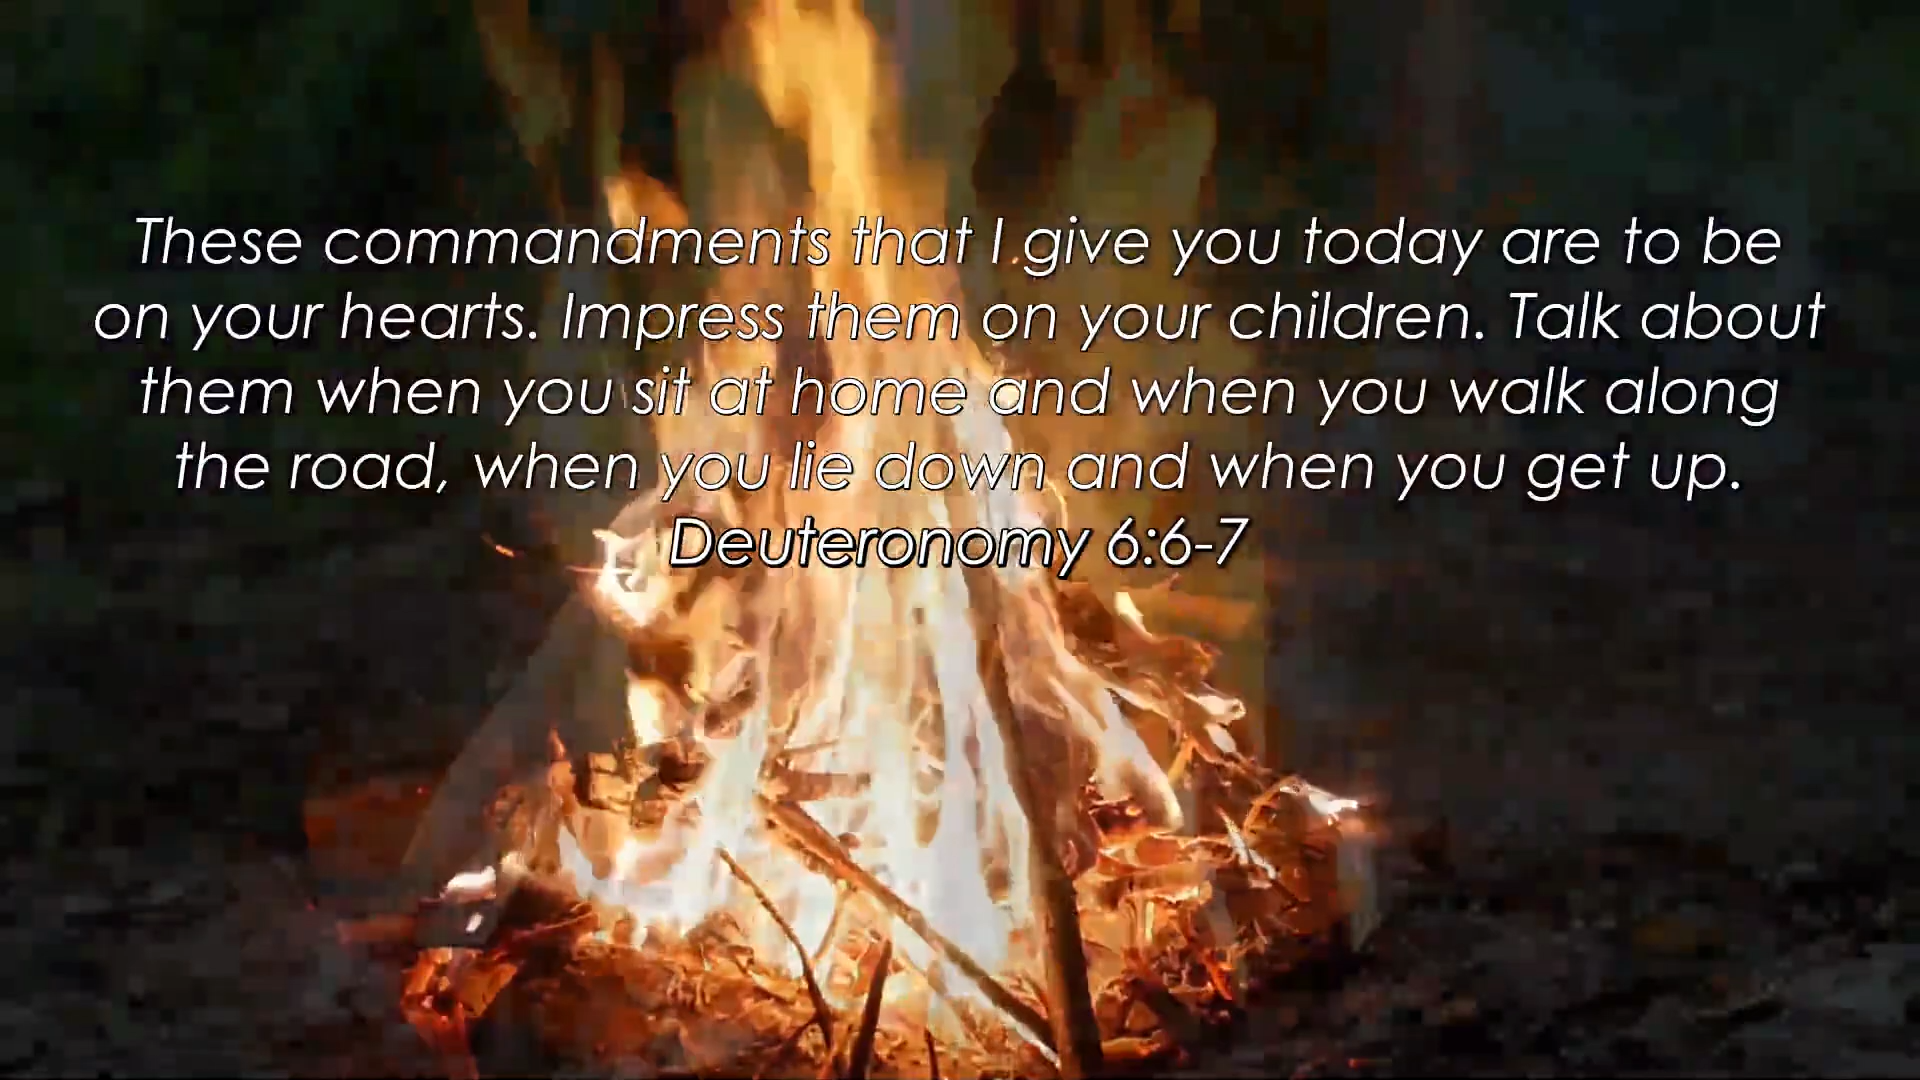 These commandments that I give you today are to be
on your hearts. Impress them on your children. Talk about
them when you sit at home and when you walk along
the road, when you lie down and when you get up.
Deuteronomy 6:6-7